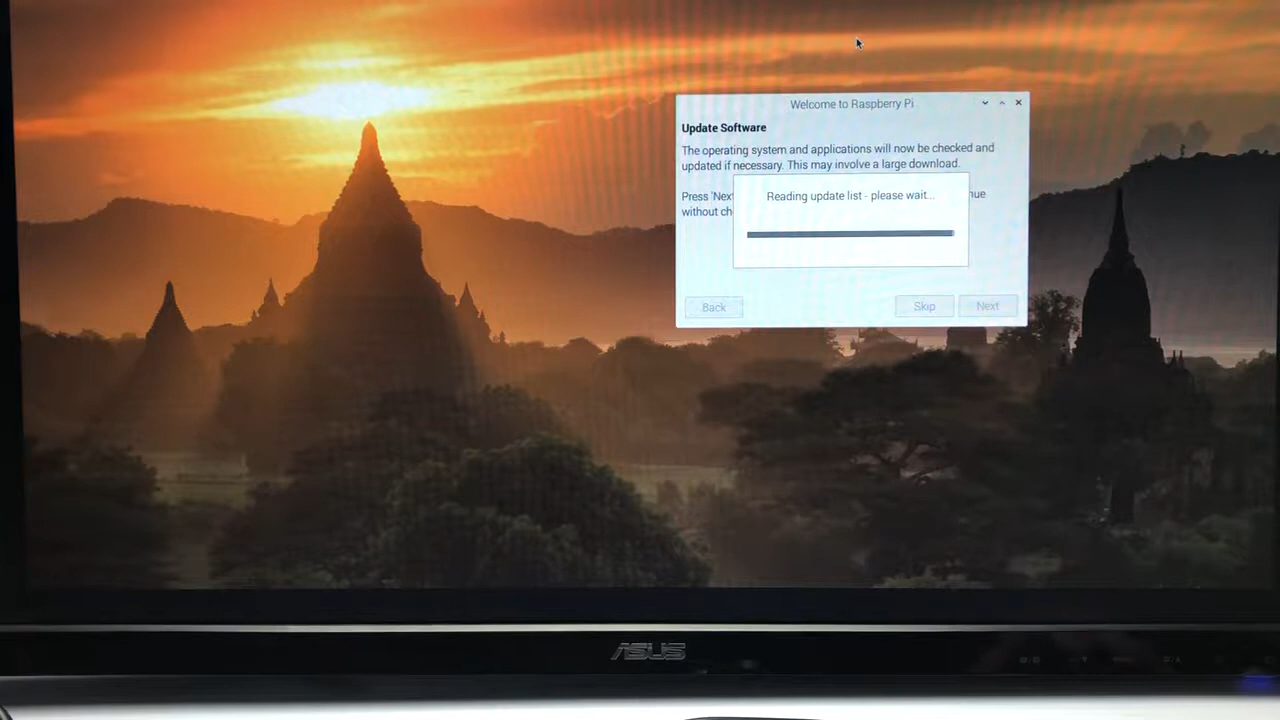 Welcome to Raspberry Pi
Update Software
The operating system and applications will now be checked and
updated if necessary. This may involve a large download.
Press 'Nex
nue
without ch
Reading update list - please wait...
Back
Skip
Next
ASUS